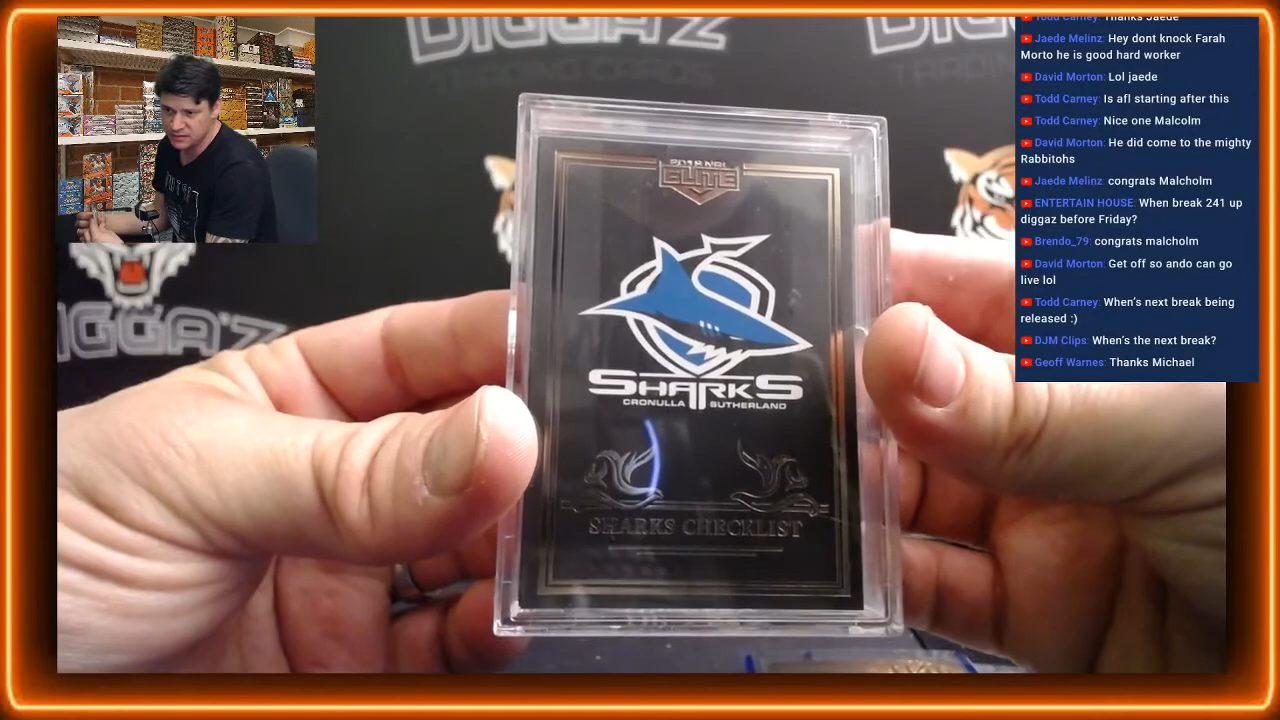 DIGGA'Z
TRADING CARDS
DIGGA'Z
2018 NRL
ELITE
SHARKS
CRONULLA SUTHERLAND
SHARKS CHECKLIST
Todd Carney: Thanks Jaede
Jaede Melinz: Hey dont knock Farah
Morto he is good hard worker
David Morton: Lol jaede
Todd Carney: Is afl starting after this
Todd Carney: Nice one Malcolm
David Morton: He did come to the mighty
Rabbitohs
Jaede Melinz: congrats Malcholm
ENTERTAIN HOUSE: When break 241 up
diggaz before Friday?
Brendo_79: congrats malcholm
David Morton: Get off so ando can go
live lol
Todd Carney: When's next break being
released :)
DJM Clips: When's the next break?
Geoff Warnes: Thanks Michael